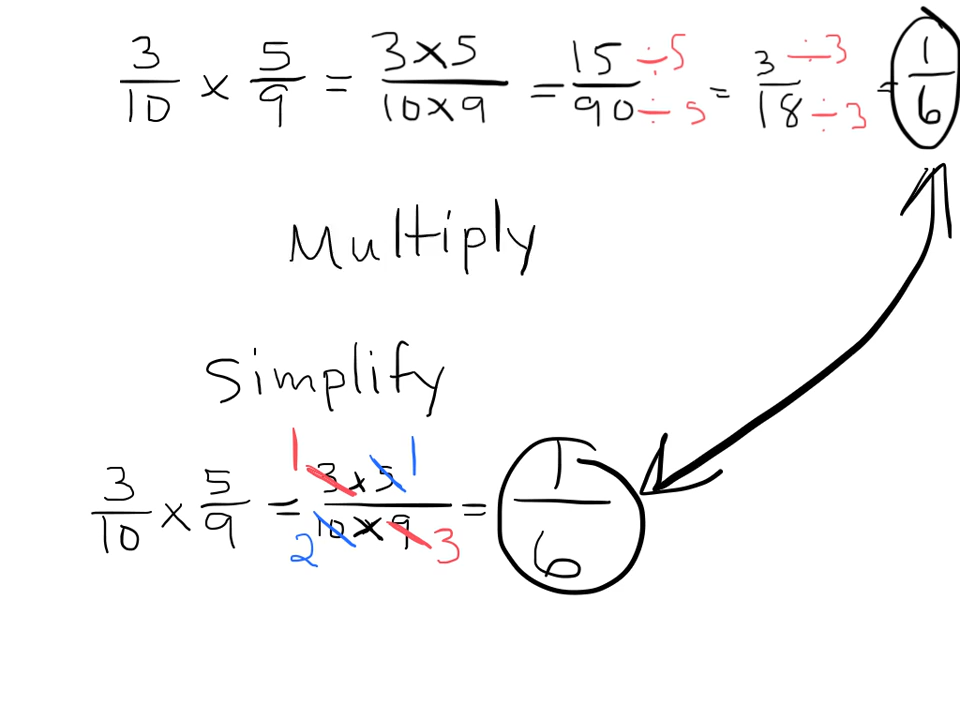 3/10 × 5/9 = 3×5/10×9 = 15÷5/90÷5 = 3÷3/18÷3 = 1/6
Multiply
Simplify
3/10 × 5/9 = 1 3 × 5 1/2 10 × 9 3 = 1/6